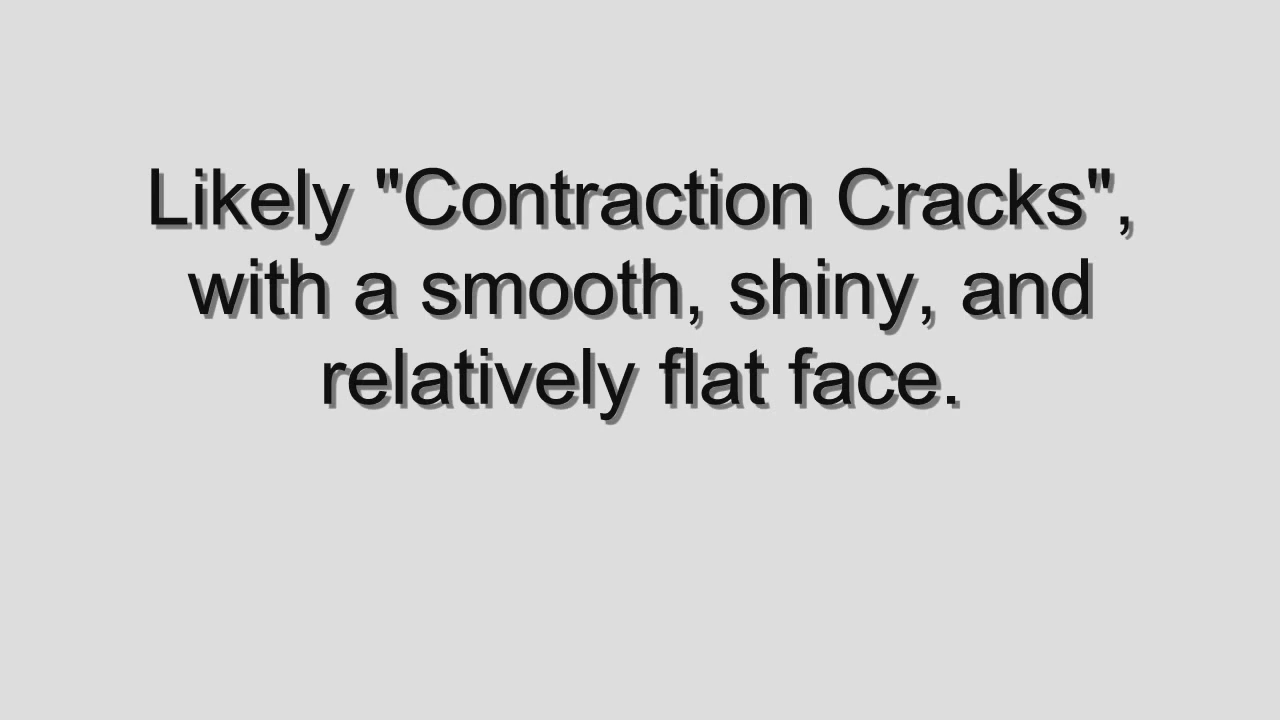 Likely "Contraction Cracks",
with a smooth, shiny, and
relatively flat face.